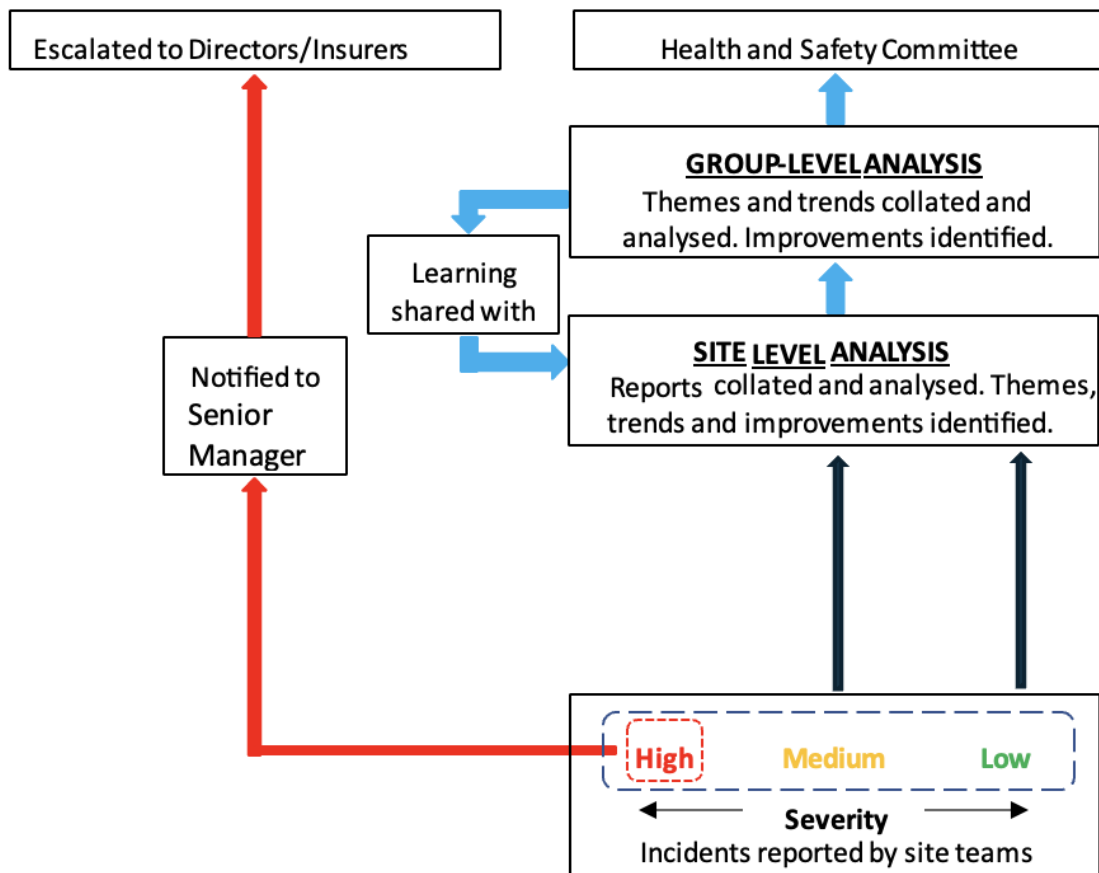 Escalated to Directors/Insurers
Health and Safety Committee
GROUP-LEVEL ANALYSIS
Themes and trends collated and
analysed. Improvements identified.
Learning
shared with
SITE LEVEL ANALYSIS
Reports collated and analysed. Themes,
trends and improvements identified.
Notified to
Senior
Manager
High
Medium
Low
Severity
Incidents reported by site teams